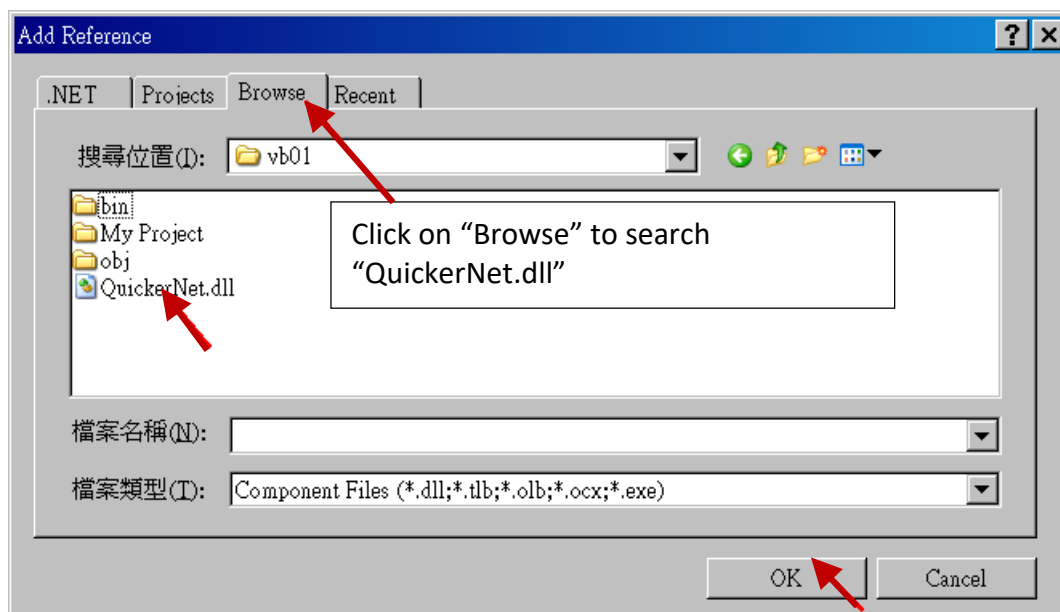 Add Reference
.NET Projects Browse Recent
搜尋位置(I): vb01
bin
My Project
obj
QuickerNet.dll
Click on “Browse” to search
“QuickerNet.dll”
檔案名稱(N):
檔案類型(T): Component Files (*.dll;*.tlb;*.olb;*.ocx;*.exe)
OK Cancel